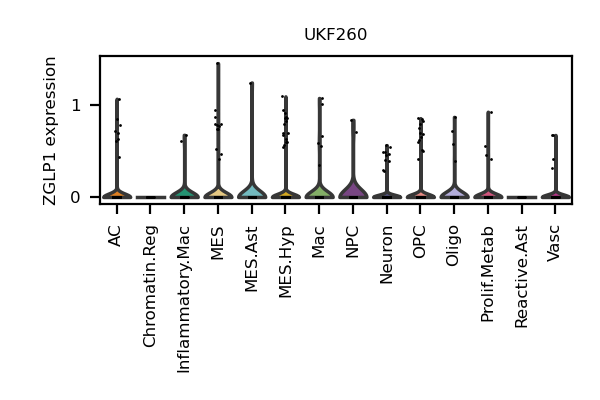 UKF260
ZGLP1 expression
1
0
AC
Chromatin.Reg
Inflammatory.Mac
MES
MES.Ast
MES.Hyp
Mac
NPC
Neuron
OPC
Oligo
Prolif.Metab
Reactive.Ast
Vasc